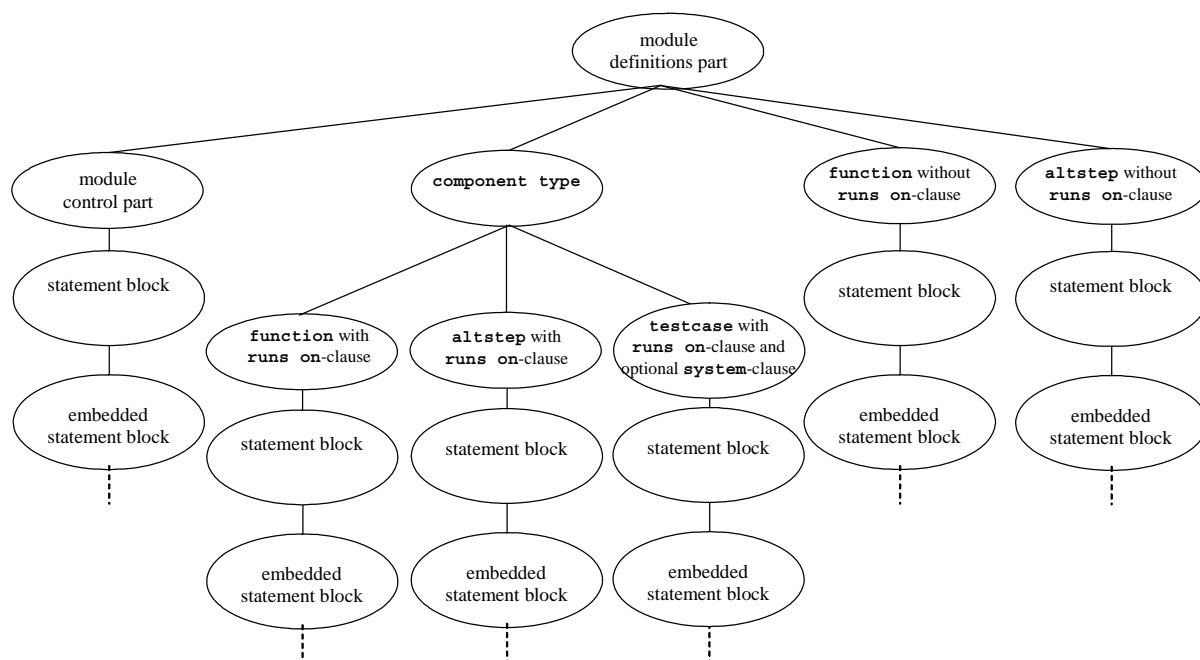 module
definitions part
module
control part
component type
function without
runs on-clause
altstep without
runs on-clause
statement block
statement block
statement block
function with
runs on-clause
altstep with
runs on-clause
testcase with
runs on-clause and
optional system-clause
embedded
statement block
embedded
statement block
embedded
statement block
statement block
statement block
statement block
embedded
statement block
embedded
statement block
embedded
statement block